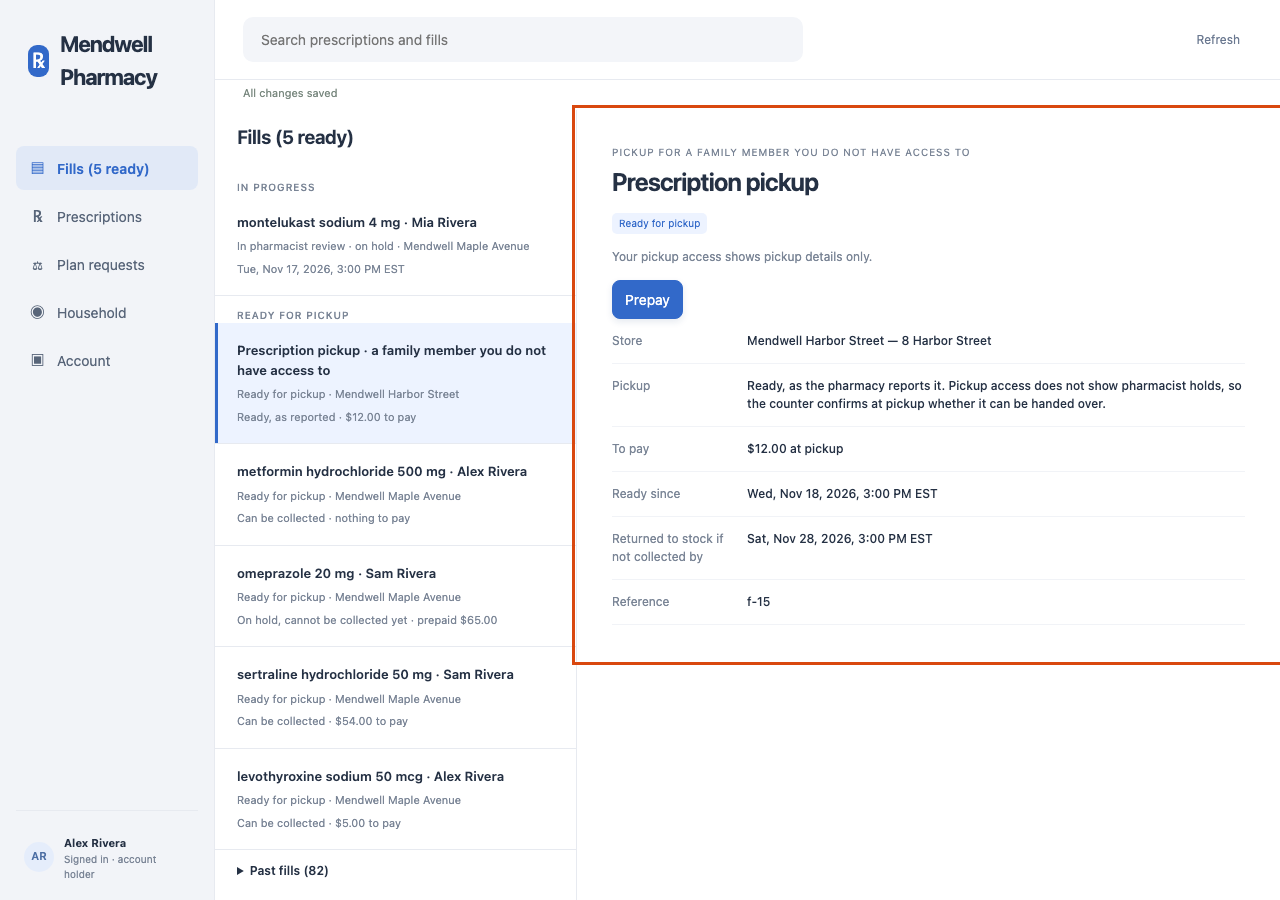 Mendwell
Pharmacy
Fills (5 ready)
Prescriptions
Plan requests
Household
Account
AR
Alex Rivera
Signed in · account
holder
Search prescriptions and fills
Refresh
All changes saved
Fills (5 ready)
IN PROGRESS
montelukast sodium 4 mg · Mia Rivera
In pharmacist review · on hold · Mendwell Maple Avenue
Tue, Nov 17, 2026, 3:00 PM EST
READY FOR PICKUP
Prescription pickup · a family member you do not
have access to
Ready for pickup · Mendwell Harbor Street
Ready, as reported · $12.00 to pay
metformin hydrochloride 500 mg · Alex Rivera
Ready for pickup · Mendwell Maple Avenue
Can be collected · nothing to pay
omeprazole 20 mg · Sam Rivera
Ready for pickup · Mendwell Maple Avenue
On hold, cannot be collected yet · prepaid $65.00
sertraline hydrochloride 50 mg · Sam Rivera
Ready for pickup · Mendwell Maple Avenue
Can be collected · $54.00 to pay
levothyroxine sodium 50 mcg · Alex Rivera
Ready for pickup · Mendwell Maple Avenue
Can be collected · $5.00 to pay
Past fills (82)
PICKUP FOR A FAMILY MEMBER YOU DO NOT HAVE ACCESS TO
Prescription pickup
Ready for pickup
Your pickup access shows pickup details only.
Prepay
Store
Mendwell Harbor Street — 8 Harbor Street
Pickup
Ready, as the pharmacy reports it. Pickup access does not show pharmacist holds, so
the counter confirms at pickup whether it can be handed over.
To pay
$12.00 at pickup
Ready since
Wed, Nov 18, 2026, 3:00 PM EST
Returned to stock if
not collected by
Sat, Nov 28, 2026, 3:00 PM EST
Reference
f-15